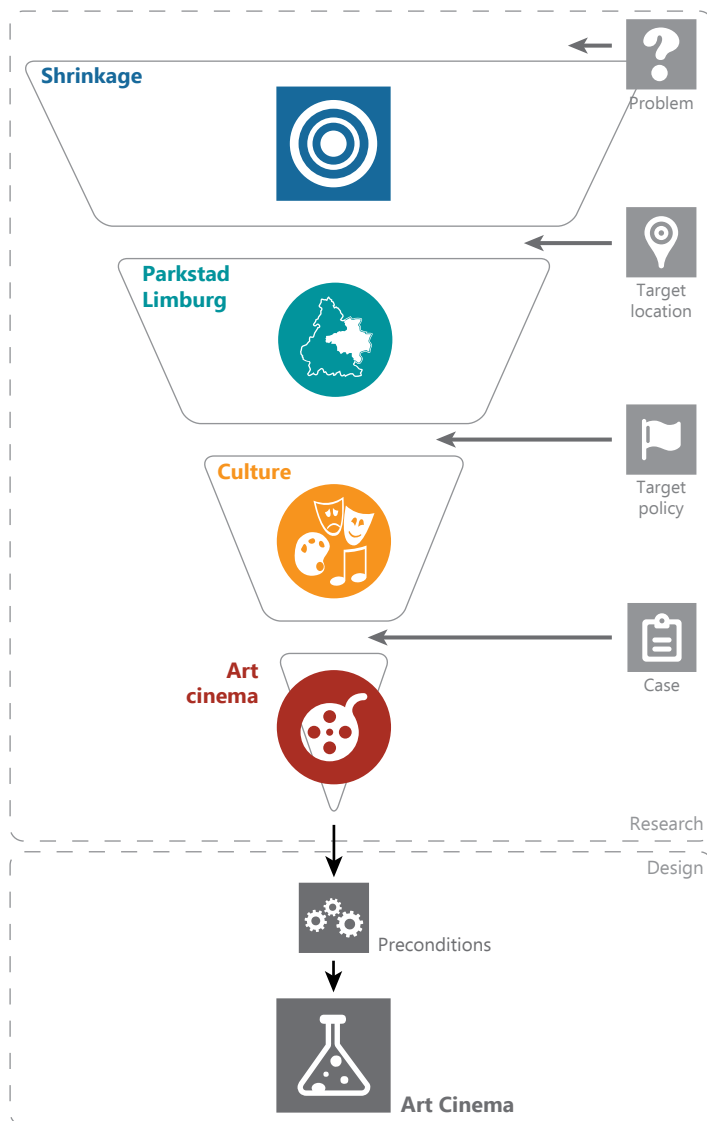 Shrinkage
Problem
Parkstad
Limburg
Target
location
Culture
Target
policy
Art
cinema
Case
Research
Design
Preconditions
Art Cinema